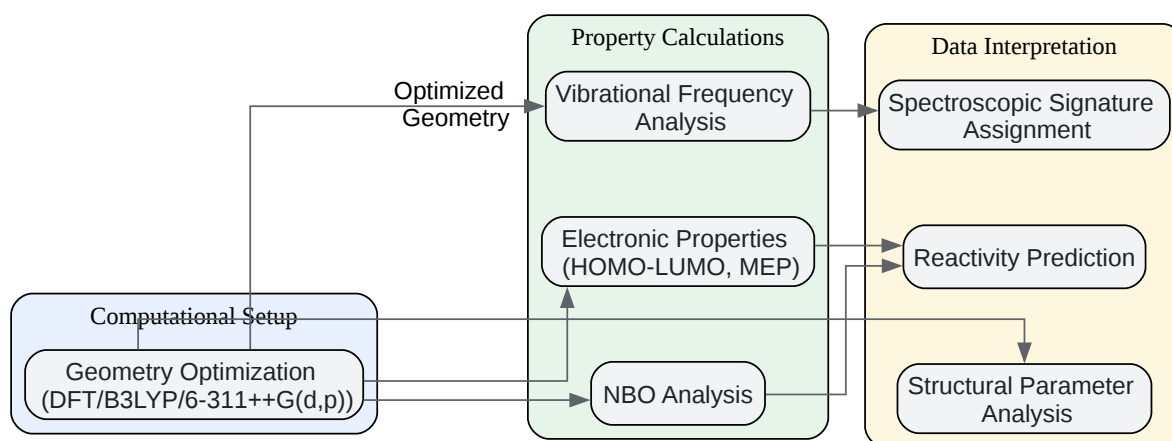 Property Calculations
Data Interpretation
Optimized
Geometry
Vibrational Frequency
Analysis
Spectroscopic Signature
Assignment
Electronic Properties
(HOMO-LUMO, MEP)
Reactivity Prediction
Computational Setup
Geometry Optimization
(DFT/B3LYP/6-311++G(d,p))
NBO Analysis
Structural Parameter
Analysis